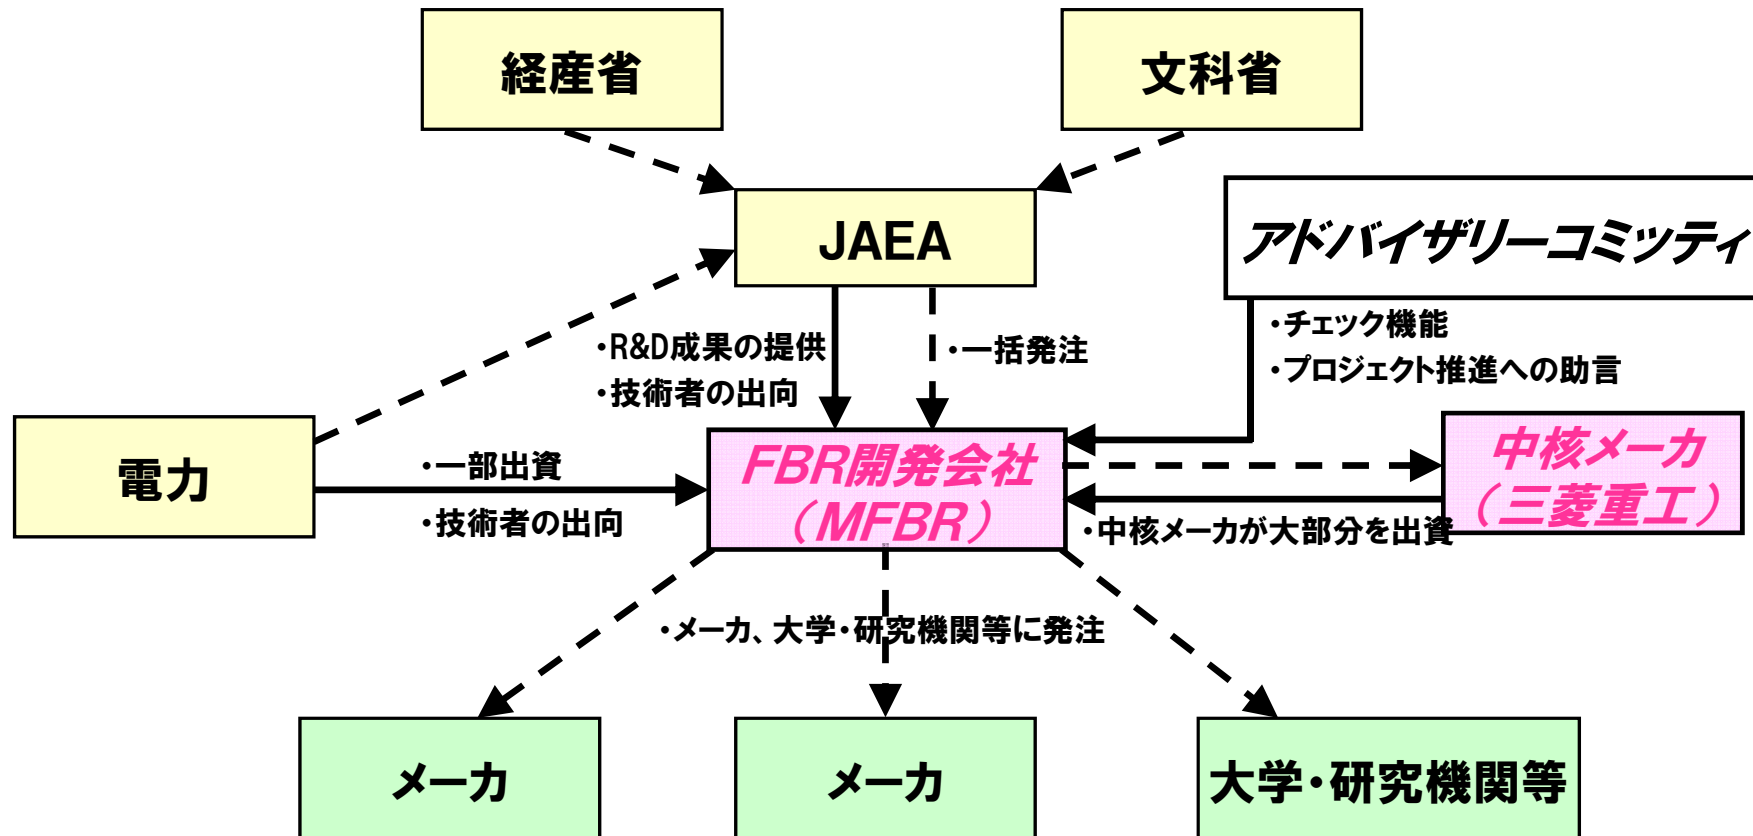 経産省
文科省
JAEA
アドバイザリーコミッティ
・R&D成果の提供
・技術者の出向
・一括発注
・チェック機能
・プロジェクト推進への助言
電力
・一部出資
・技術者の出向
FBR開発会社
（MFBR）
中核メーカ
（三菱重工）
・中核メーカが大部分を出資
・メーカ、大学・研究機関等に発注
メーカ
メーカ
大学・研究機関等